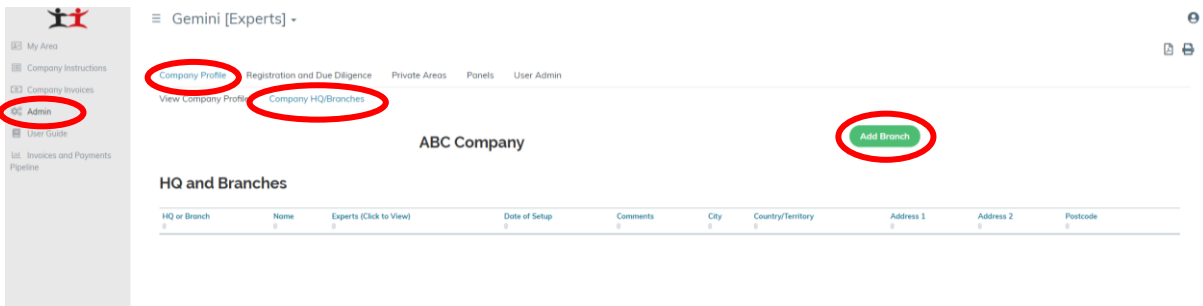 Gemini [Experts]
My Area
Company Instructions
Company Invoices
Admin
User Guide
Invoices and Payments
Pipeline
Company Profile Registration and Due Diligence Private Areas Panels User Admin
View Company Profile Company HQ/Branches
ABC Company
Add Branch
HQ and Branches
HQ or Branch Name Experts (Click to View) Date of Setup Comments City Country/Territory Address 1 Address 2 Postcode